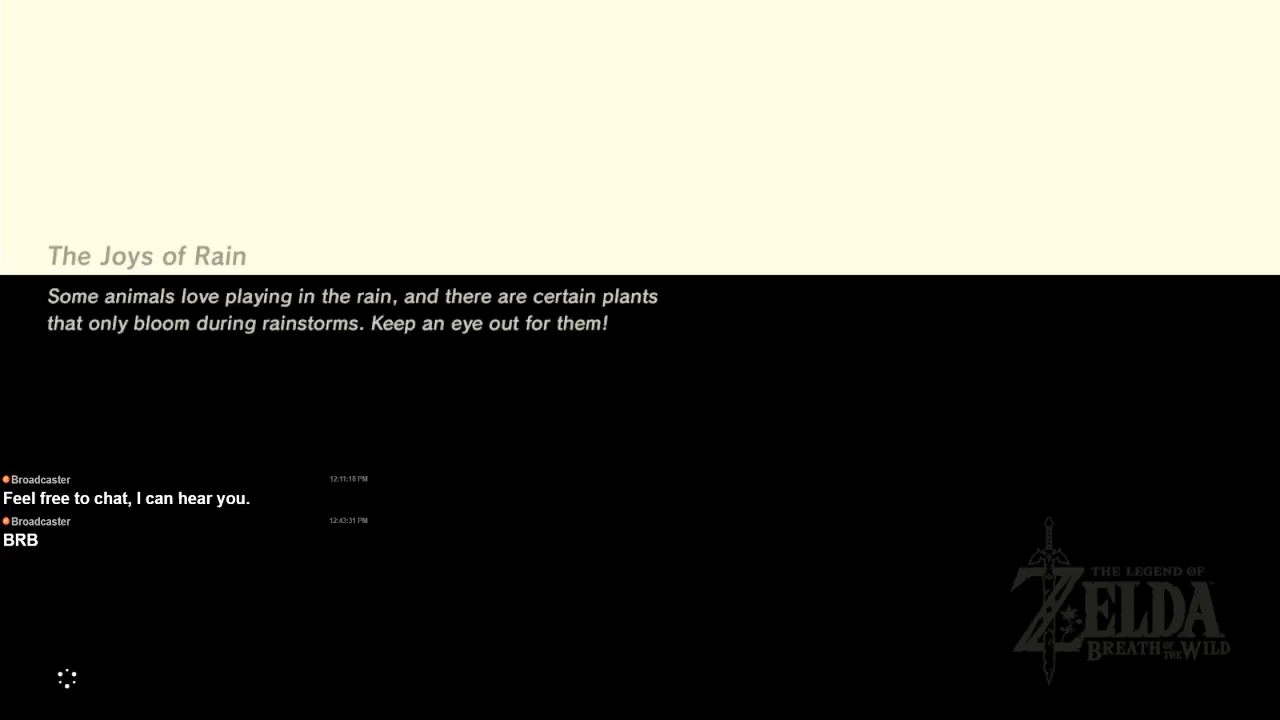 The Joys of Rain
Some animals love playing in the rain, and there are certain plants
that only bloom during rainstorms. Keep an eye out for them!
Broadcaster 12:11:18 PM
Feel free to chat, I can hear you.
Broadcaster 12:43:31 PM
BRB
THE LEGEND OF
ZELDA
BREATH OF THE WILD